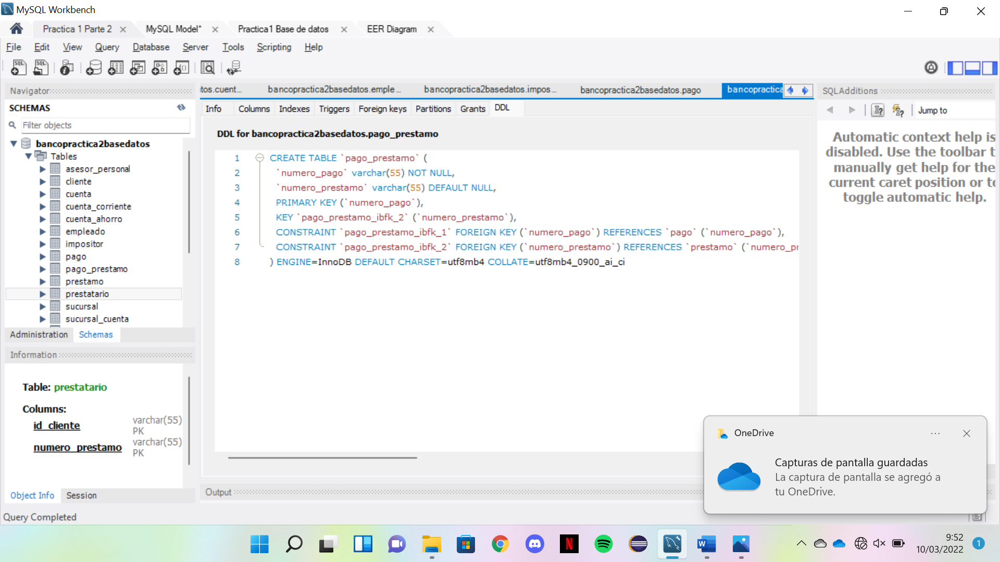 MySQL Workbench
Practica 1 Parte 2
MySQL Model*
Practica1 Base de datos
EER Diagram
File Edit View Query Database Server Tools Scripting Help
Navigator
SCHEMAS
Filter objects
bancopractica2basedatos
Tables
asesor_personal
cliente
cuenta
cuenta_corriente
cuenta_ahorro
empleado
impositor
pago
pago_prestamo
prestamo
prestatario
sucursal
sucursal_cuenta
Administration Schemas
Information
Table: prestatario
Columns:
id_cliente varchar(55) PK
numero_prestamo varchar(55) PK
Object Info Session
Query Completed
tos.cuent... bancopractica2basedatos.emple... bancopractica2basedatos.impos... bancopractica2basedatos.pago bancopractica
Info Columns Indexes Triggers Foreign keys Partitions Grants DDL
DDL for bancopractica2basedatos.pago_prestamo
1 CREATE TABLE `pago_prestamo` (
2 `numero_pago` varchar(55) NOT NULL,
3 `numero_prestamo` varchar(55) DEFAULT NULL,
4 PRIMARY KEY (`numero_pago`),
5 KEY `pago_prestamo_ibfk_2` (`numero_prestamo`),
6 CONSTRAINT `pago_prestamo_ibfk_1` FOREIGN KEY (`numero_pago`) REFERENCES `pago` (`numero_pago`),
7 CONSTRAINT `pago_prestamo_ibfk_2` FOREIGN KEY (`numero_prestamo`) REFERENCES `prestamo` (`numero_pr
8 ) ENGINE=InnoDB DEFAULT CHARSET=utf8mb4 COLLATE=utf8mb4_0900_ai_ci
Output
SQLAdditions
Jump to
Automatic context help is
disabled. Use the toolbar t
manually get help for the
current caret position or to
toggle automatic help.
OneDrive
Capturas de pantalla guardadas
La captura de pantalla se agregó a
tu OneDrive.
9:52
10/03/2022
1